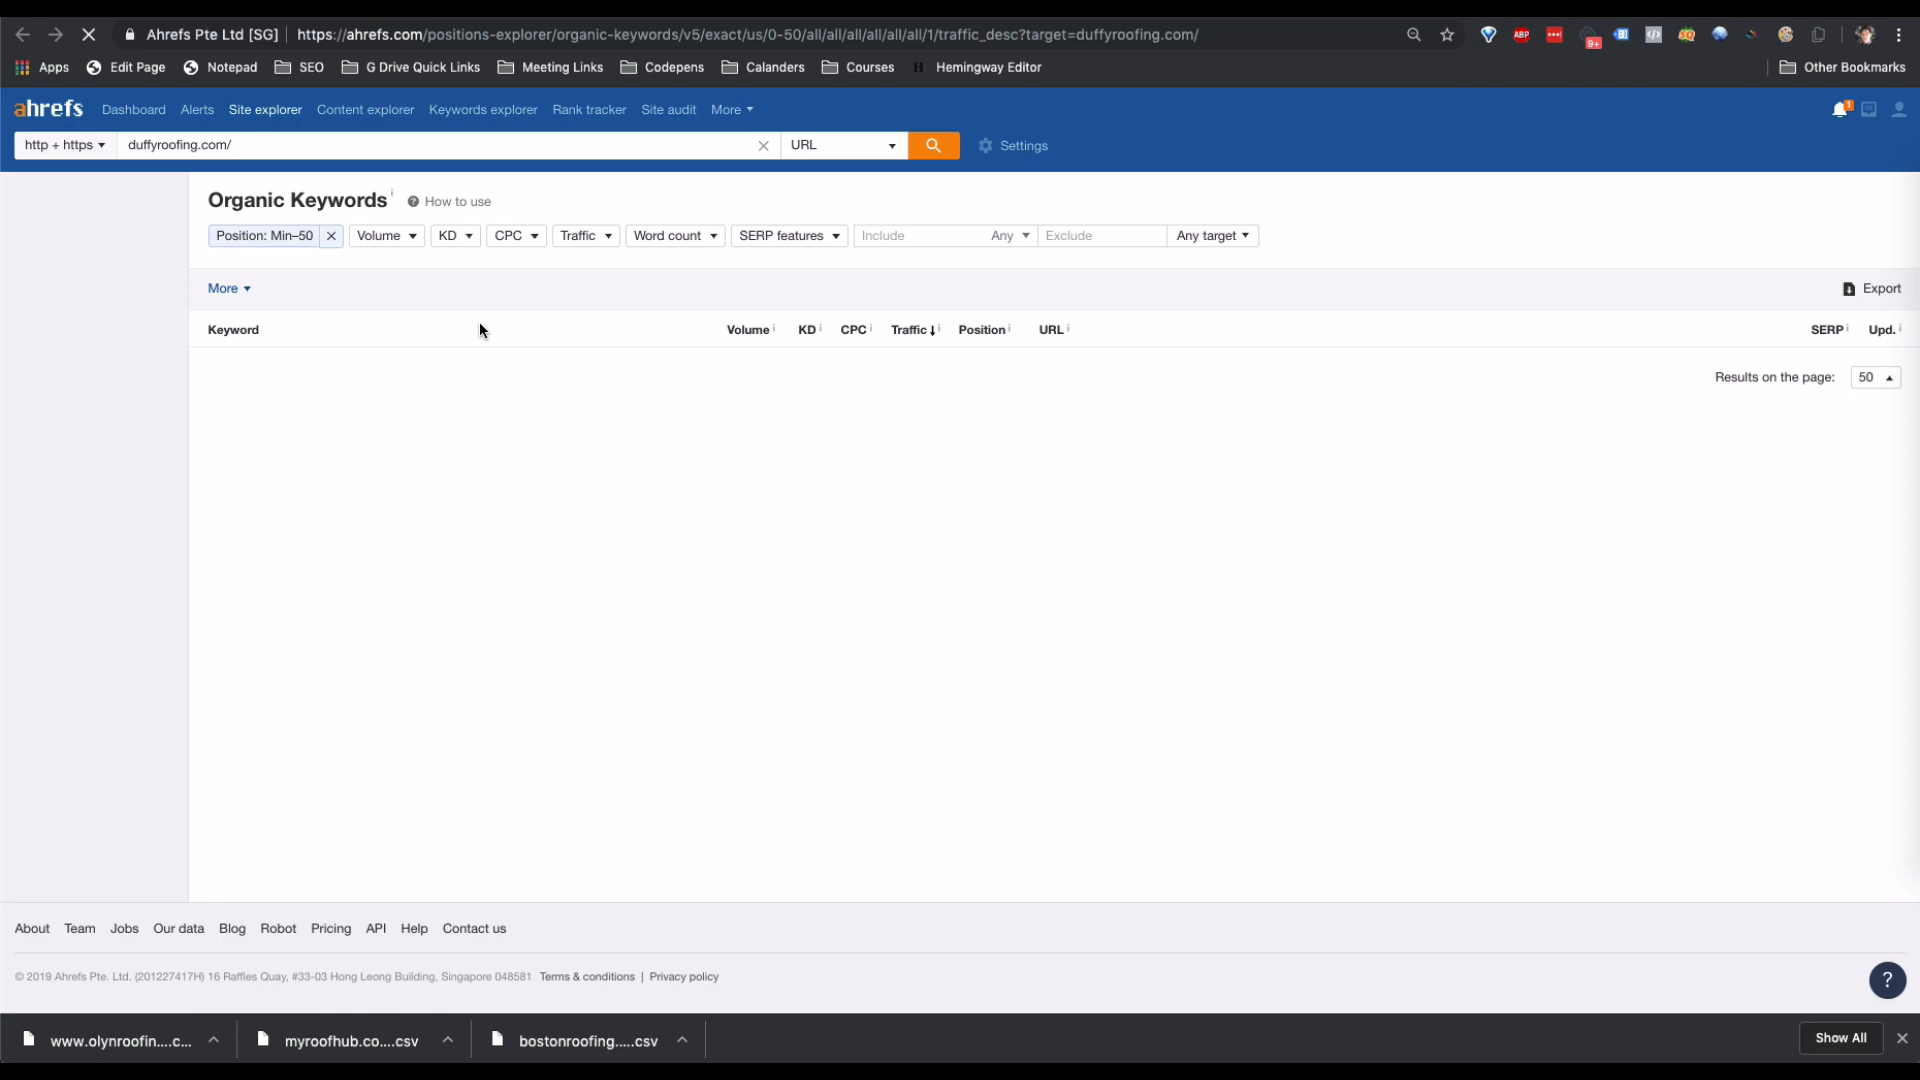 Ahrefs Pte Ltd [SG] https://ahrefs.com/positions-explorer/organic-keywords/v5/exact/us/0-50/all/all/all/all/all/all/1/traffic_desc?target=duffyroofing.com/ ABP 9+
Apps Edit Page Notepad SEO G Drive Quick Links Meeting Links Codepens Calanders Courses H Hemingway Editor Other Bookmarks
ahrefs Dashboard Alerts Site explorer Content explorer Keywords explorer Rank tracker Site audit More 1
http + https duffyroofing.com/ URL Settings
Organic Keywords i ? How to use
Position: Min–50 Volume KD CPC Traffic Word count SERP features Include Any Exclude Any target
More Export
Keyword Volume i KD i CPC i Traffic i Position i URL i SERP i Upd. i
Results on the page: 50
About Team Jobs Our data Blog Robot Pricing API Help Contact us
© 2019 Ahrefs Pte. Ltd. (201227417H) 16 Raffles Quay, #33-03 Hong Leong Building, Singapore 048581 Terms & conditions | Privacy policy
?
www.olynroofin....c... myroofhub.co....csv bostonroofing.....csv Show All